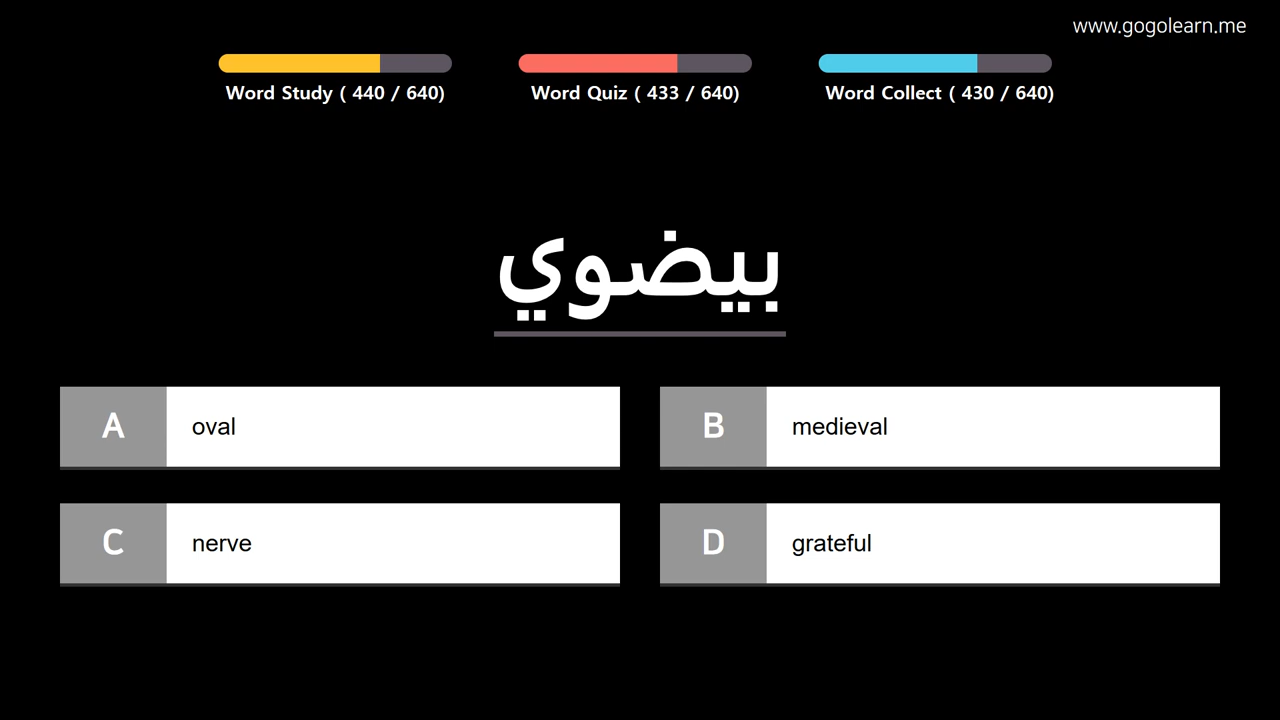 www.gogolearn.me
Word Study ( 440 / 640)
Word Quiz ( 433 / 640)
Word Collect ( 430 / 640)
بيضوي
A oval
B medieval
C nerve
D grateful